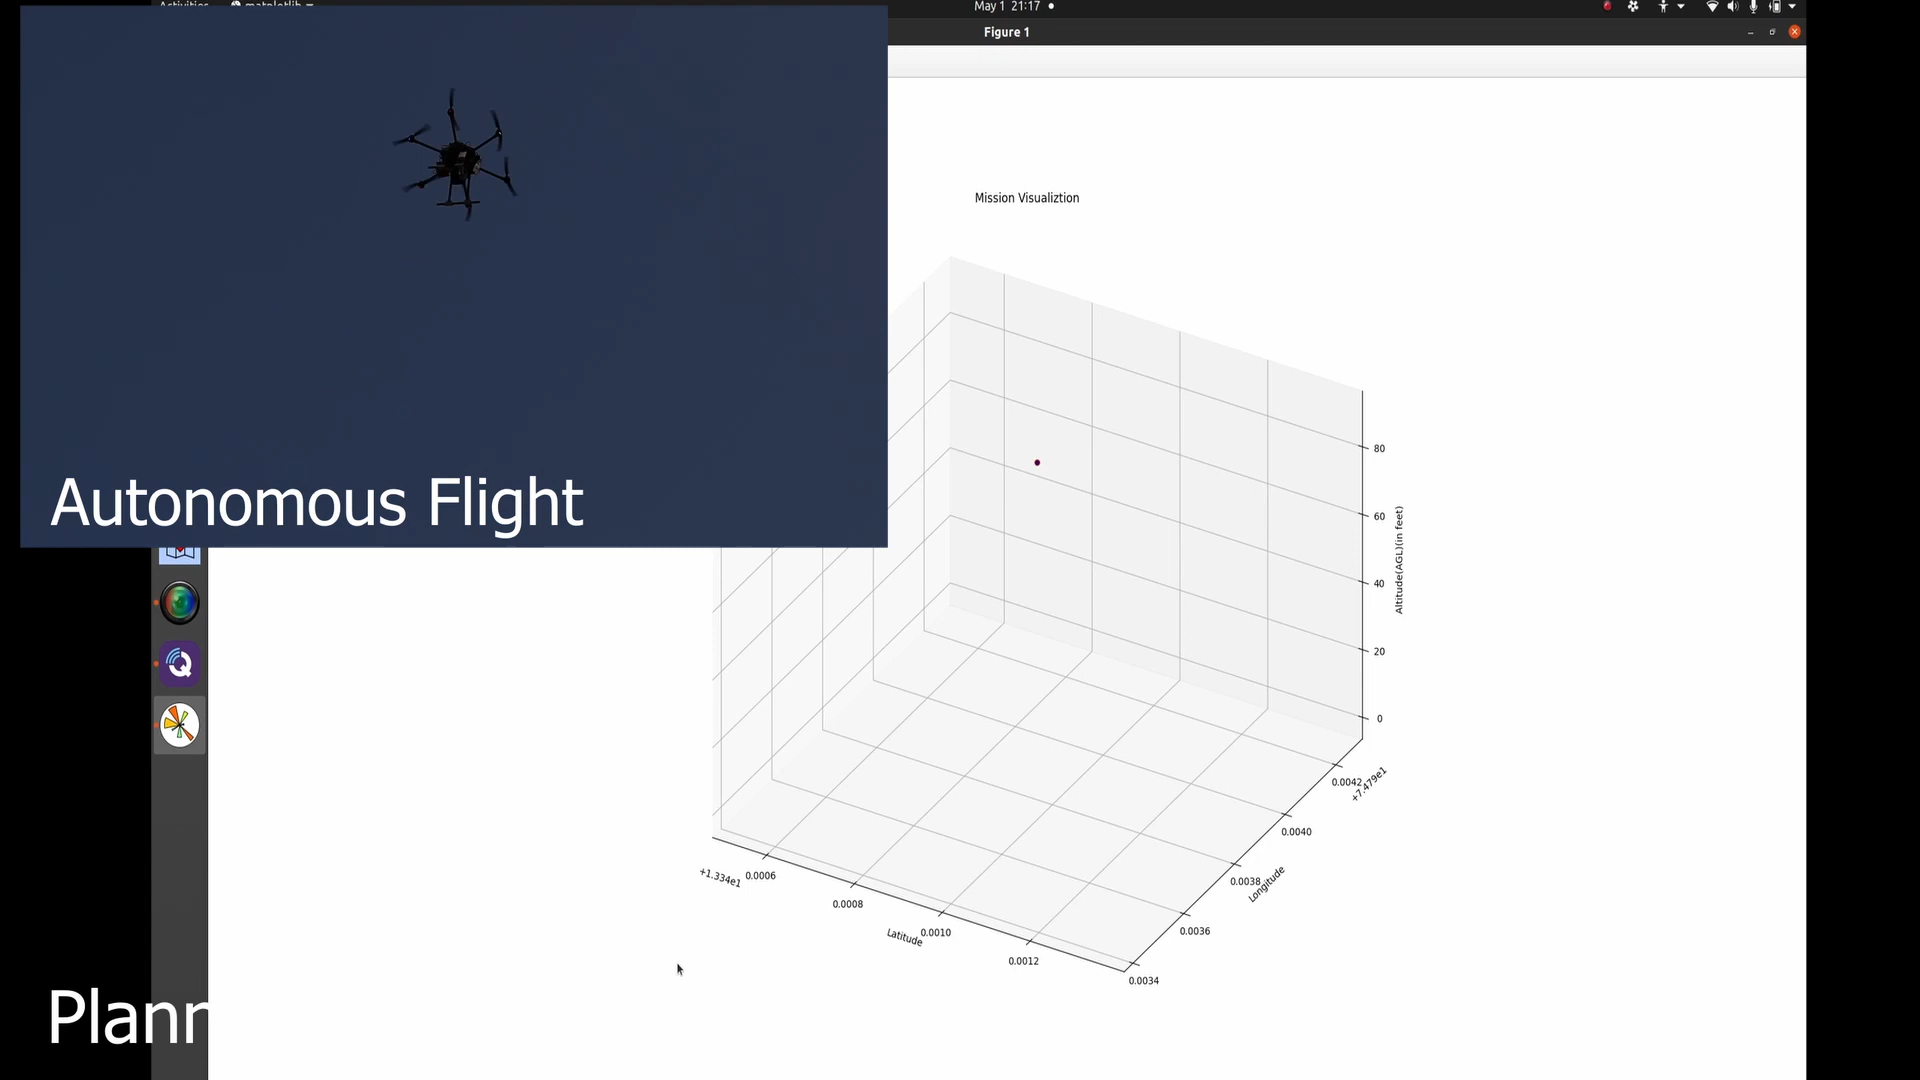 May 1 21:17
Figure 1
Mission Visualiztion
Autonomous Flight
80
60
40
20
0
Altitude(AGL)(in feet)
0.0042
+7.479e1
0.0040
0.0038
Longitude
0.0036
0.0034
+1.334e1
0.0006
0.0008
0.0010
Latitude
0.0012
Plann